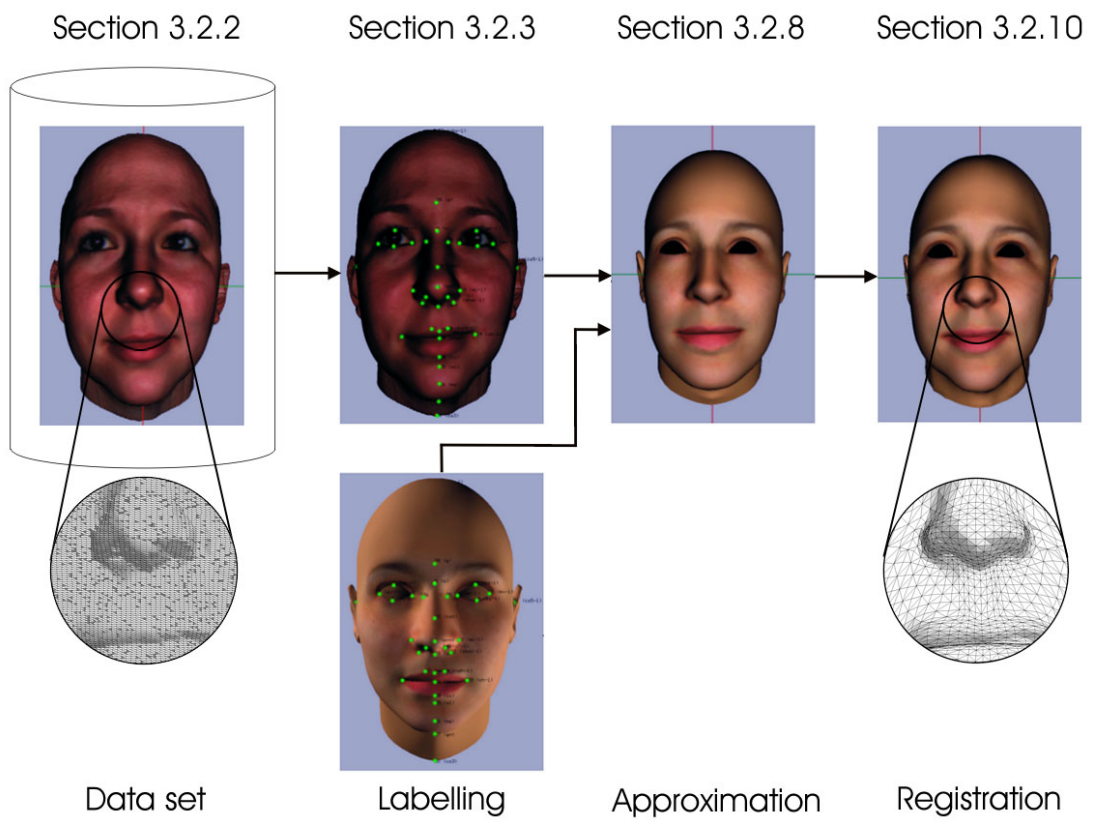 Section 3.2.2
Section 3.2.3
Section 3.2.8
Section 3.2.10
Data set
Labelling
Approximation
Registration